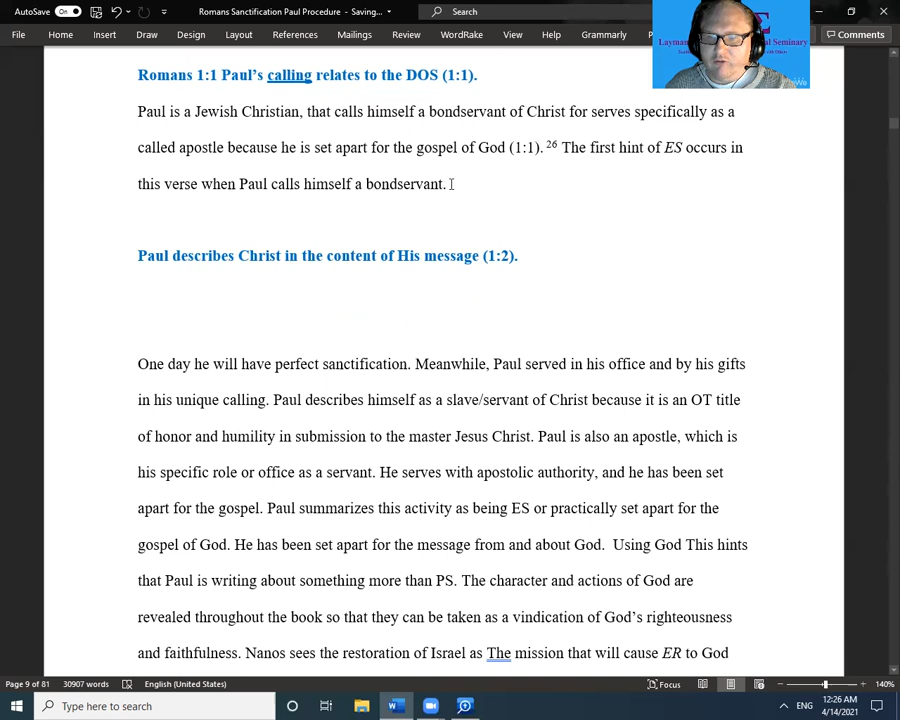 AutoSave On Romans Sanctification Paul Procedure - Saving... Search
File Home Insert Draw Design Layout References Mailings Review WordRake View Help Grammarly Comments
Romans 1:1 Paul's calling relates to the DOS (1:1).
Paul is a Jewish Christian, that calls himself a bondservant of Christ for serves specifically as a
called apostle because he is set apart for the gospel of God (1:1). 26 The first hint of ES occurs in
this verse when Paul calls himself a bondservant.
Paul describes Christ in the content of His message (1:2).
One day he will have perfect sanctification. Meanwhile, Paul served in his office and by his gifts
in his unique calling. Paul describes himself as a slave/servant of Christ because it is an OT title
of honor and humility in submission to the master Jesus Christ. Paul is also an apostle, which is
his specific role or office as a servant. He serves with apostolic authority, and he has been set
apart for the gospel. Paul summarizes this activity as being ES or practically set apart for the
gospel of God. He has been set apart for the message from and about God.  Using God This hints
that Paul is writing about something more than PS. The character and actions of God are
revealed throughout the book so that they can be taken as a vindication of God's righteousness
and faithfulness. Nanos sees the restoration of Israel as The mission that will cause ER to God
Page 9 of 81 30907 words English (United States) Focus 140%
Type here to search ENG 12:26 AM
4/14/2021